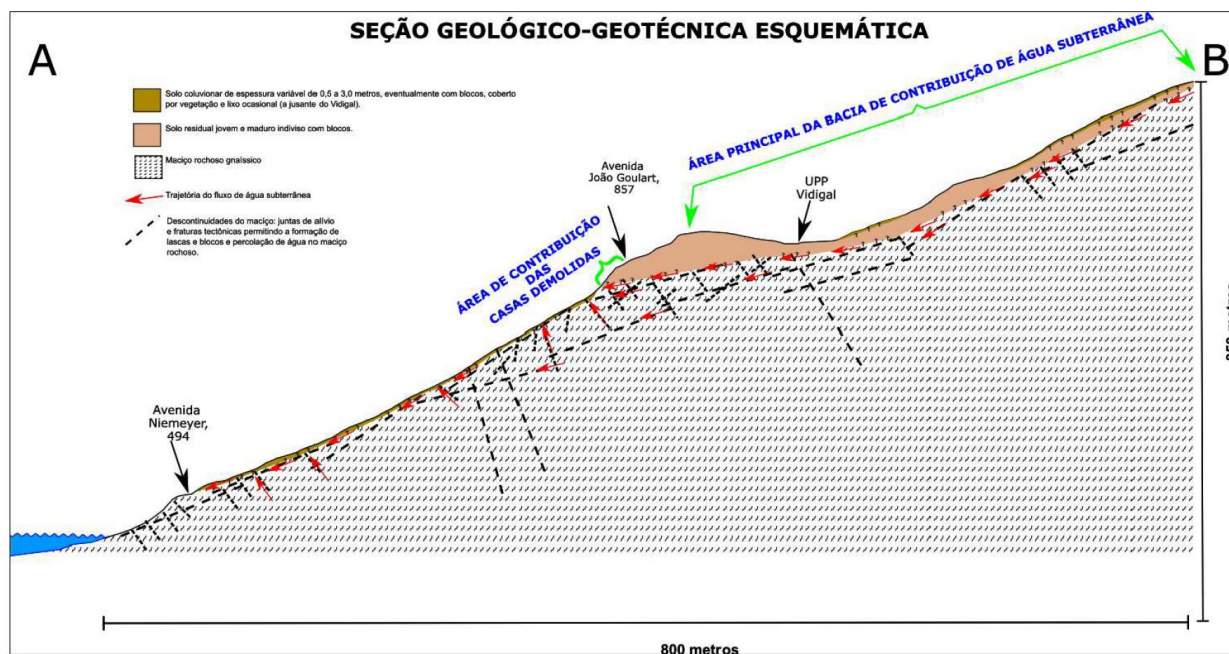 SEÇÃO GEOLÓGICO-GEOTÉCNICA ESQUEMÁTICA
A
B
Solo coluvionar de espessura variável de 0,5 a 3,0 metros, eventualmente com blocos, coberto
por vegetação e lixo ocasional (a jusante do Vidigal).
Solo residual jovem e maduro indiviso com blocos.
Maciço rochoso gnaíssico
Trajetória do fluxo de água subterrânea
Descontinuidades do maciço: juntas de alívio
e fraturas tectônicas permitindo a formação de
lascas e blocos e percolação de água no maciço
rochoso.
ÁREA PRINCIPAL DA BACIA DE CONTRIBUIÇÃO DE ÁGUA SUBTERRÂNEA
Avenida
João Goulart,
857
UPP
Vidigal
ÁREA DE CONTRIBUIÇÃO
DAS
CASAS DEMOLIDAS
Avenida
Niemeyer,
494
800 metros